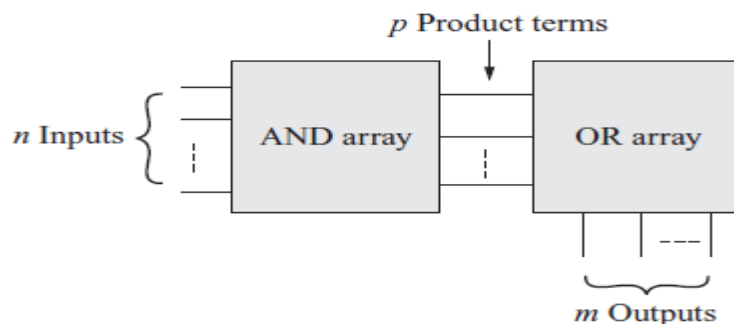 p Product terms
n Inputs
AND array
OR array
m Outputs